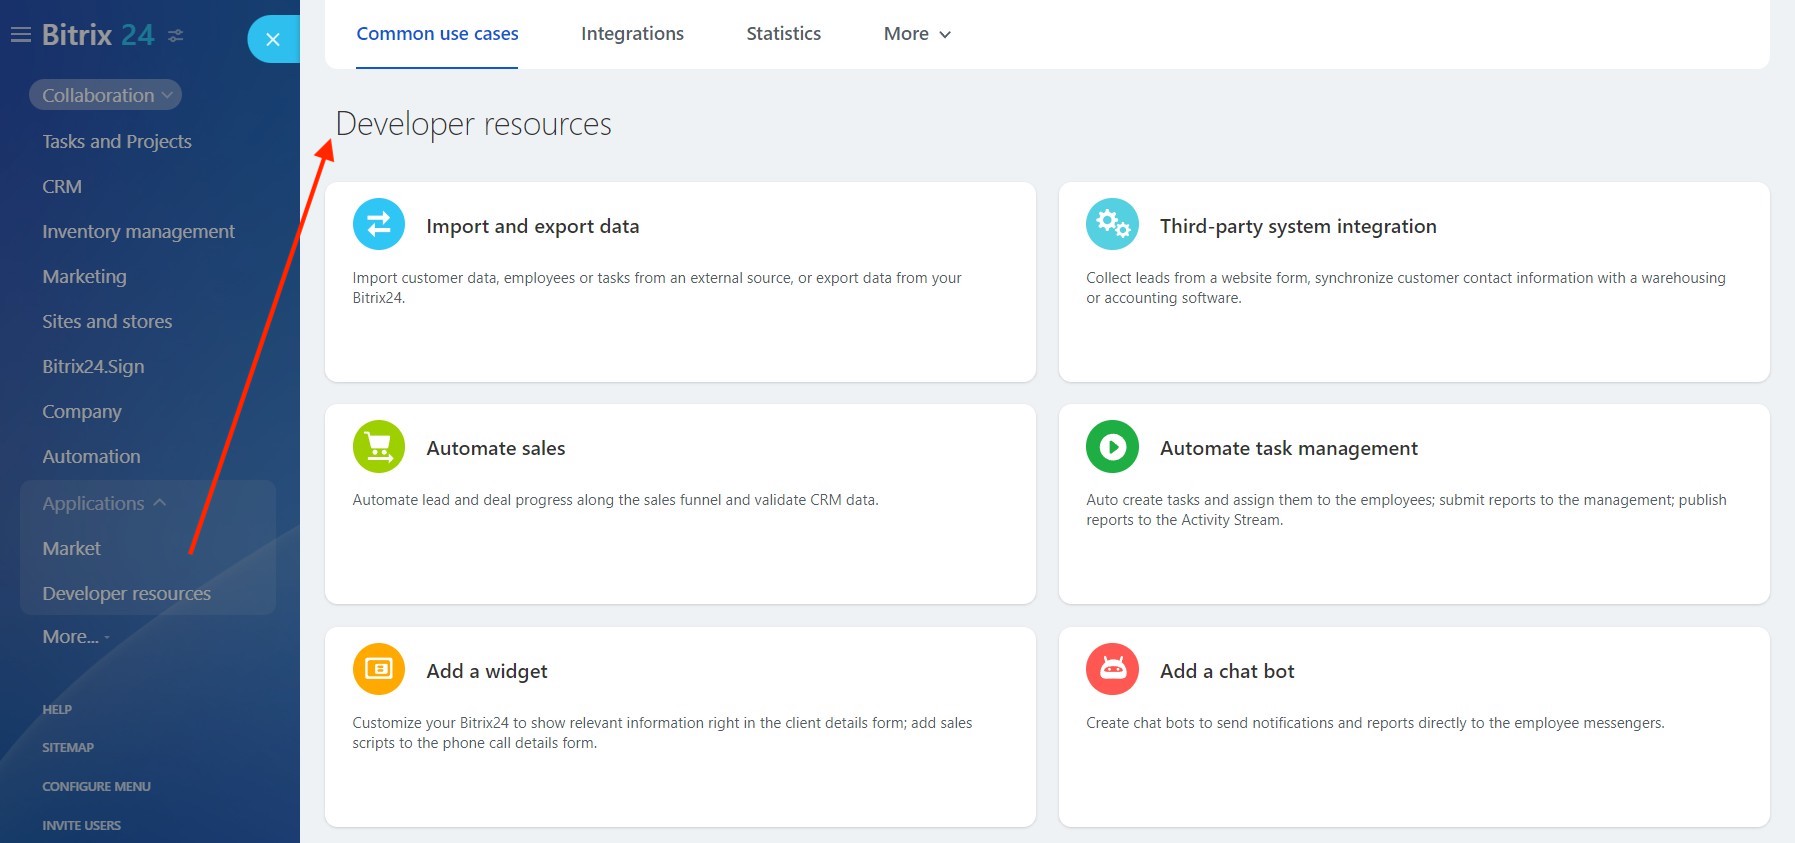 Bitrix 24
Collaboration
Tasks and Projects
CRM
Inventory management
Marketing
Sites and stores
Bitrix24.Sign
Company
Automation
Applications
Market
Developer resources
More...
HELP
SITEMAP
CONFIGURE MENU
INVITE USERS
Common use cases
Integrations
Statistics
More
Developer resources
Import and export data
Import customer data, employees or tasks from an external source, or export data from your
Bitrix24.
Third-party system integration
Collect leads from a website form, synchronize customer contact information with a warehousing
or accounting software.
Automate sales
Automate lead and deal progress along the sales funnel and validate CRM data.
Automate task management
Auto create tasks and assign them to the employees; submit reports to the management; publish
reports to the Activity Stream.
Add a widget
Customize your Bitrix24 to show relevant information right in the client details form; add sales
scripts to the phone call details form.
Add a chat bot
Create chat bots to send notifications and reports directly to the employee messengers.